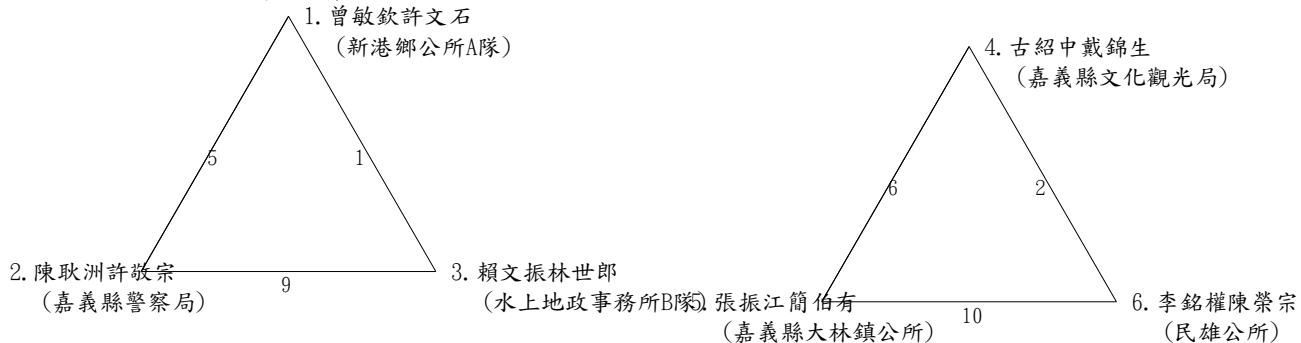 1. 曾敏欽許文石
(新港鄉公所A隊)
5
1
2. 陳耿洲許敬宗
(嘉義縣警察局)
9
3. 賴文振林世郎
(水上地政事務所B隊)
4. 古紹中戴錦生
(嘉義縣文化觀光局)
6
2
5. 張振江簡伯有
(嘉義縣大林鎮公所)
10
6. 李銘權陳榮宗
(民雄公所)